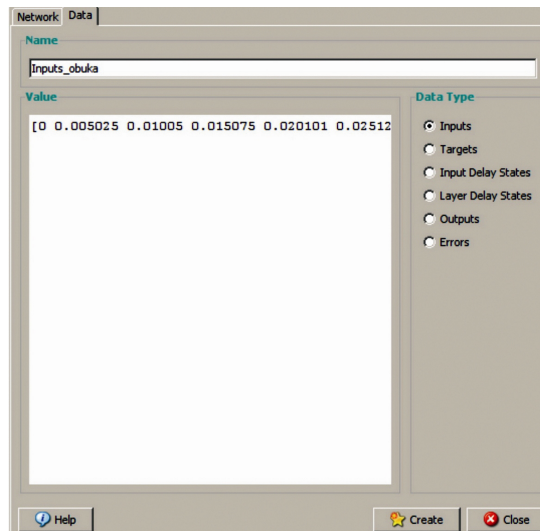 Network Data
Name
Inputs_obuka
Value
[0 0.005025 0.01005 0.015075 0.020101 0.02512
Data Type
Inputs
Targets
Input Delay States
Layer Delay States
Outputs
Errors
Help Create Close